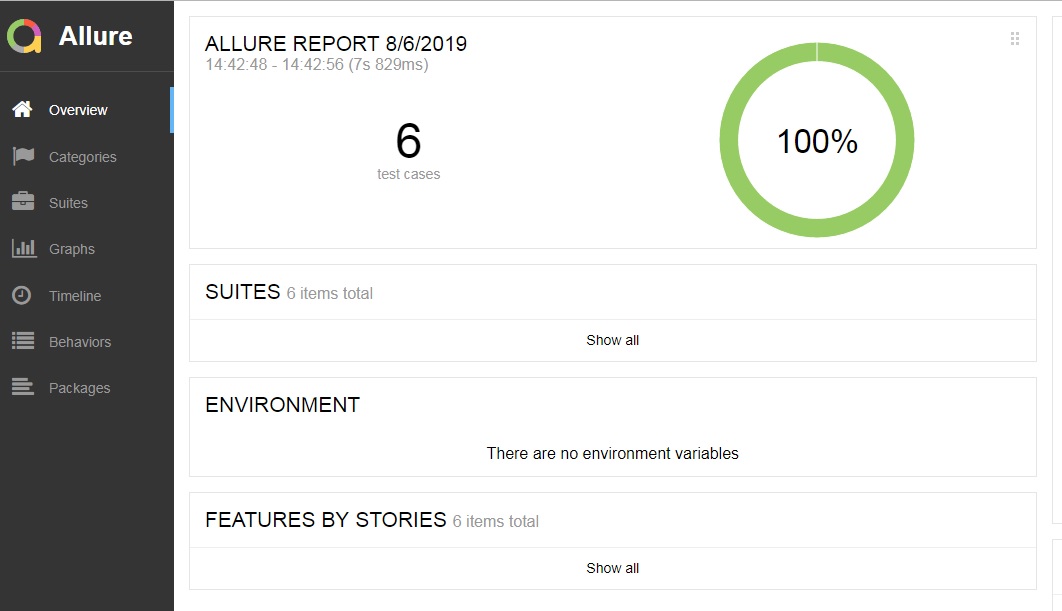 Allure
Overview
Categories
Suites
Graphs
Timeline
Behaviors
Packages
ALLURE REPORT 8/6/2019
14:42:48 - 14:42:56 (7s 829ms)
6
test cases
100%
SUITES 6 items total
Show all
ENVIRONMENT
There are no environment variables
FEATURES BY STORIES 6 items total
Show all